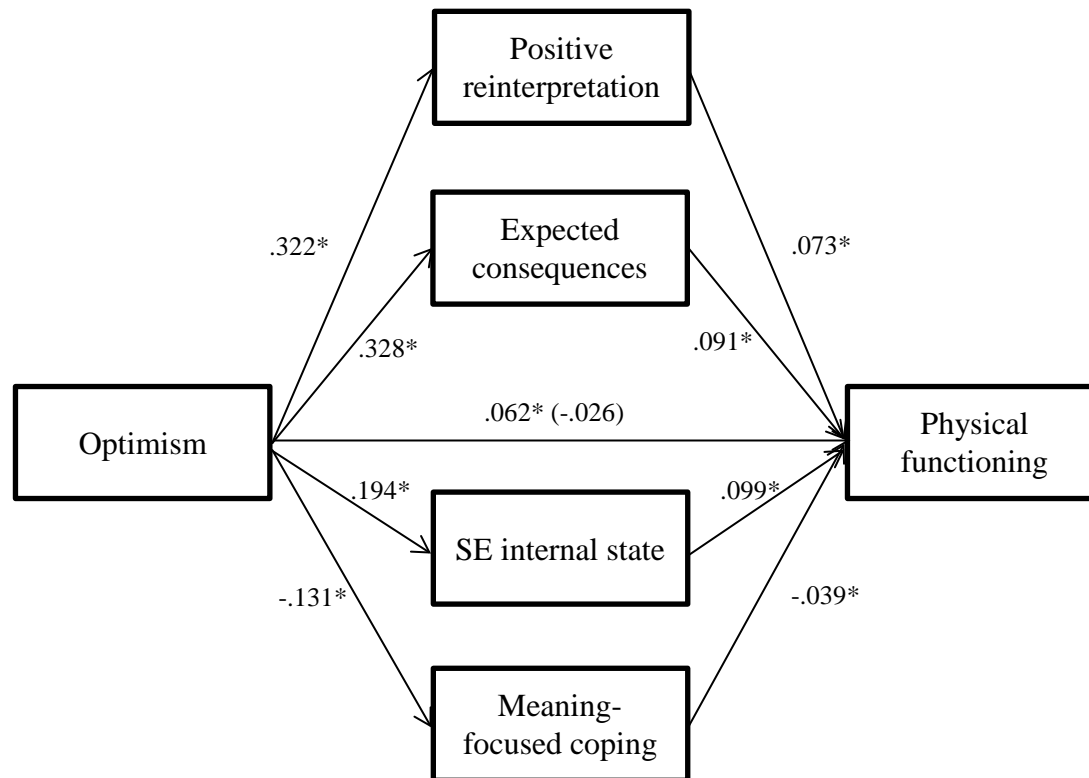 Positive
reinterpretation
.322*
Expected
consequences
.073*
.328*
.091*
Optimism
.062* (-.026)
Physical
functioning
.194*
SE internal state
.099*
-.131*
-.039*
Meaning-
focused coping